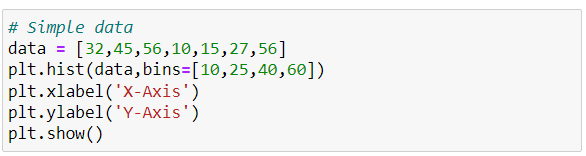 # Simple data
data = [32,45,56,10,15,27,56]
plt.hist(data,bins=[10,25,40,60])
plt.xlabel('X-Axis')
plt.ylabel('Y-Axis')
plt.show()